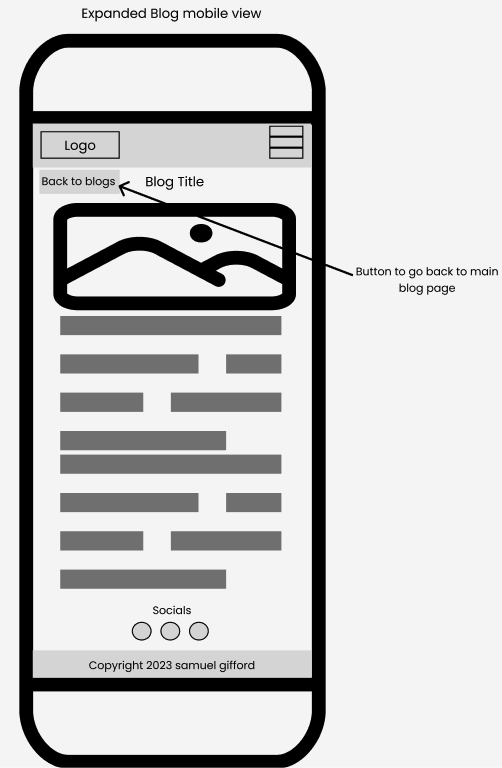 Expanded Blog mobile view
Logo
Back to blogs
Blog Title
Button to go back to main
blog page
Socials
Copyright 2023 samuel gifford